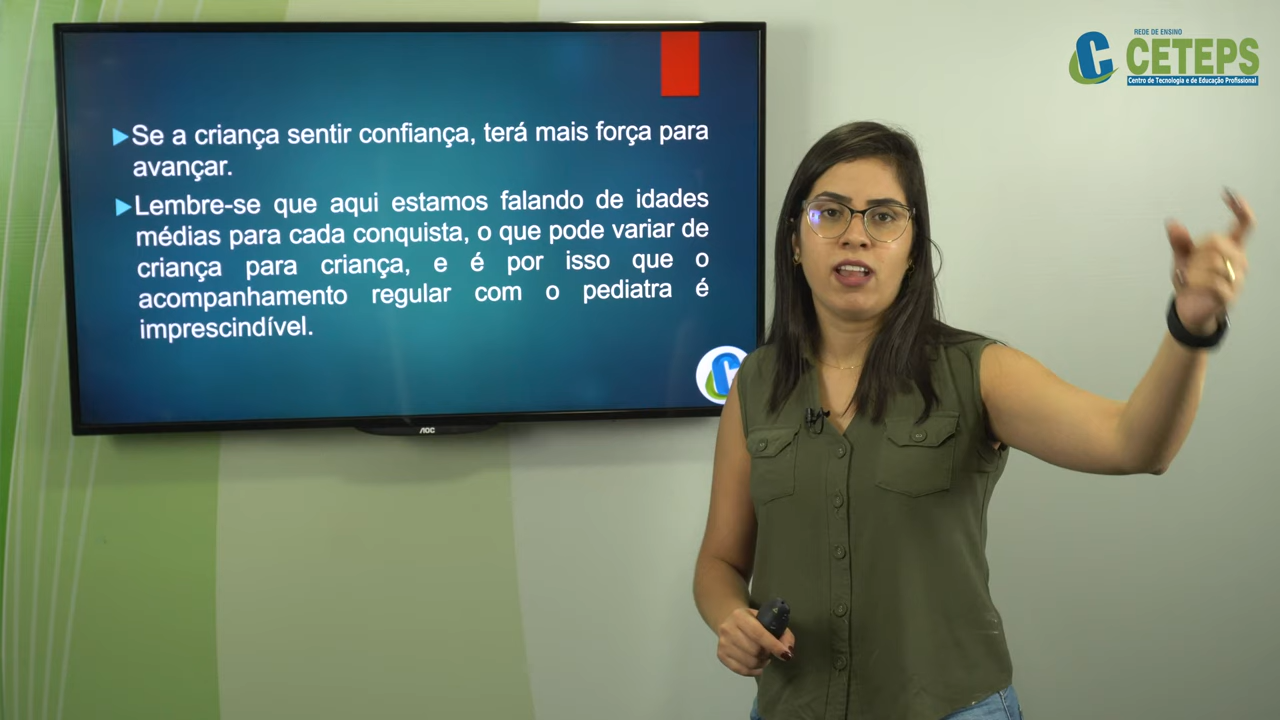 REDE DE ENSINO
CETEPS
Centro de Tecnologia e de Educação Profissional
Se a criança sentir confiança, terá mais força para
avançar.
Lembre-se que aqui estamos falando de idades
médias para cada conquista, o que pode variar de
criança para criança, e é por isso que o
acompanhamento regular com o pediatra é
imprescindível.
AOC